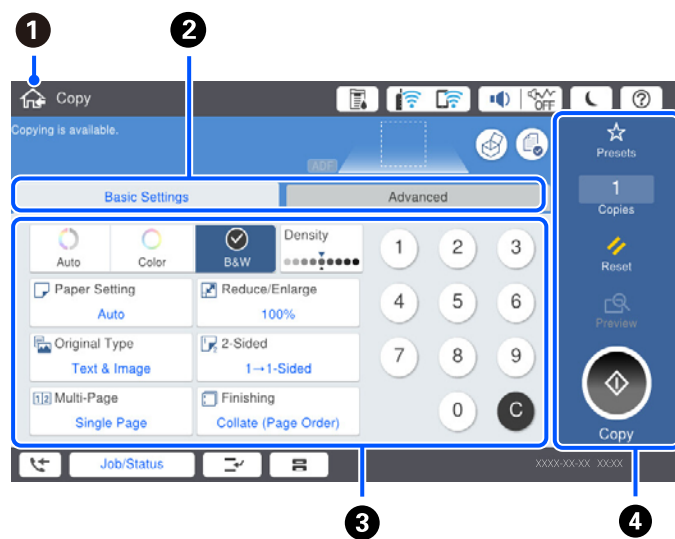 1
2
Copy
OFF
?
Copying is available.
ADF
Presets
1
Copies
Basic Settings
Advanced
Reset
Auto
Color
B&W
Density
1
2
3
Paper Setting
Auto
Reduce/Enlarge
100%
4
5
6
Preview
Original Type
Text & Image
2-Sided
1→1-Sided
7
8
9
1 2 Multi-Page
Single Page
Finishing
Collate (Page Order)
0
C
Copy
Job/Status
XXXX-XX-XX XX:XX
3
4